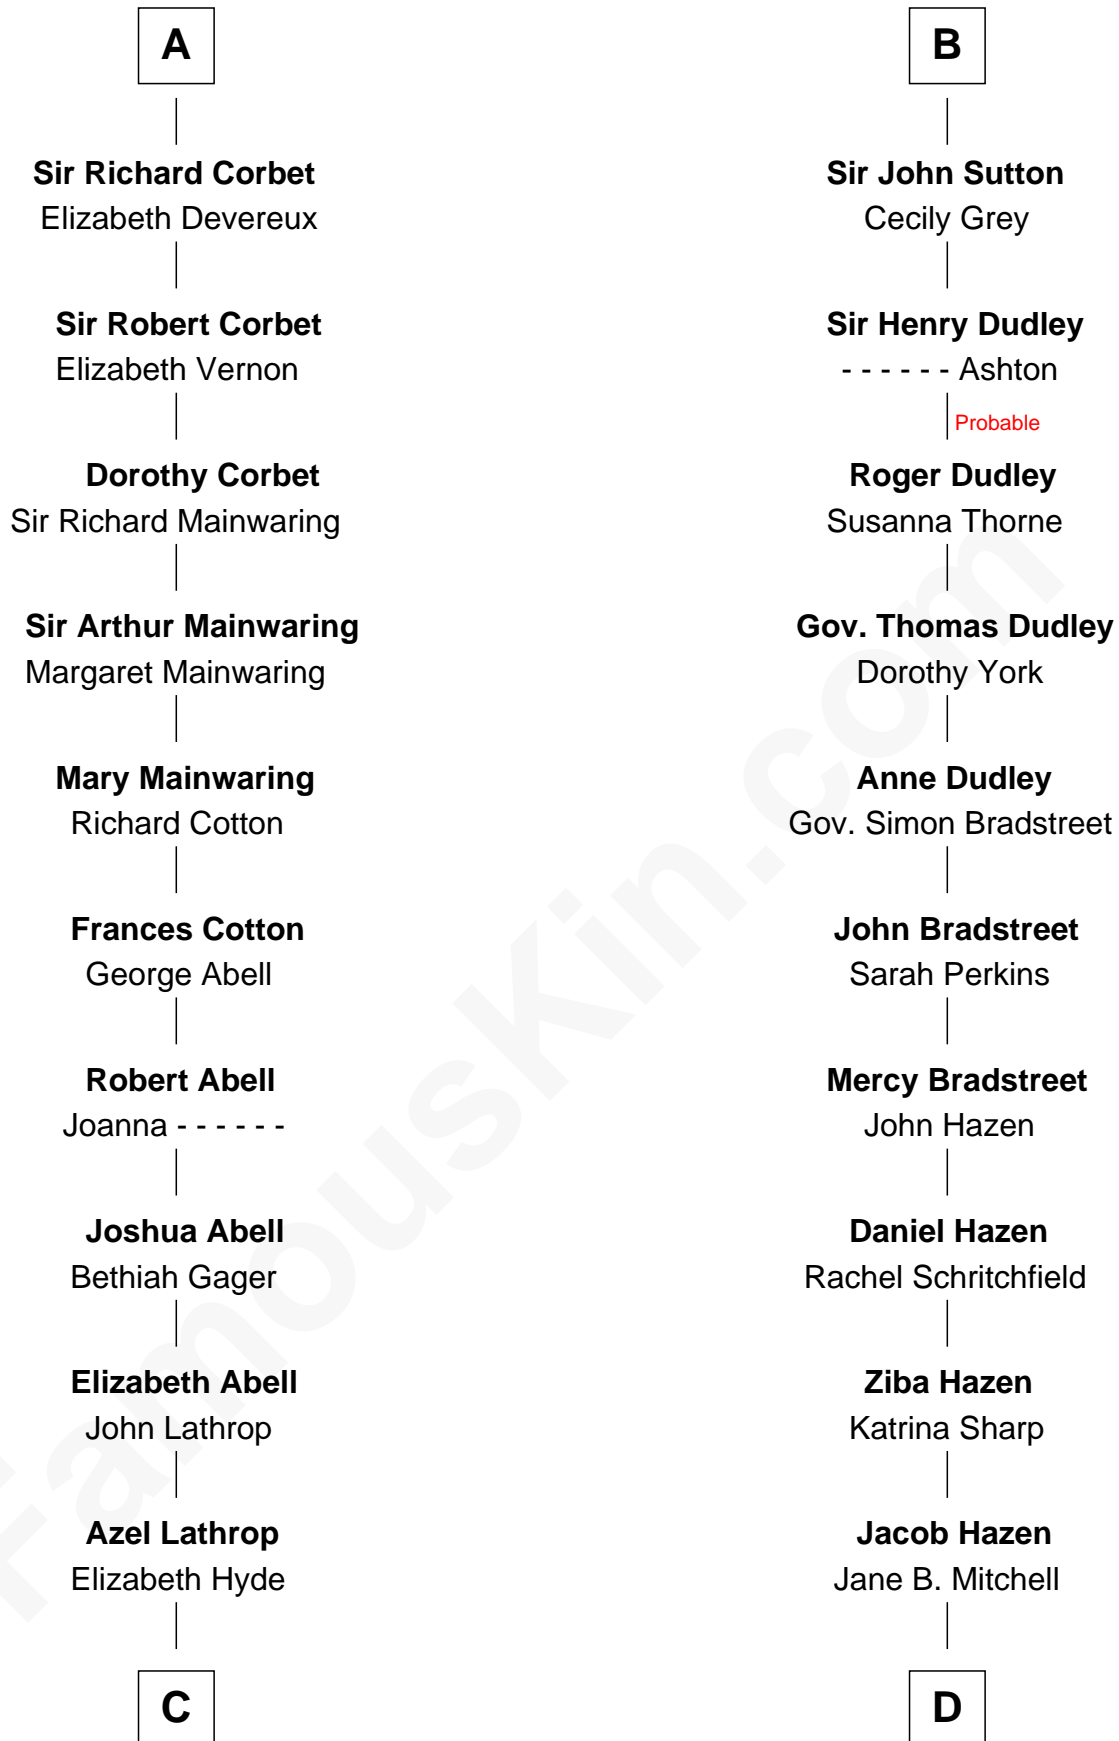 A
Sir Richard Corbet
Elizabeth Devereux
Sir Robert Corbet
Elizabeth Vernon
Dorothy Corbet
Sir Richard Mainwaring
Sir Arthur Mainwaring
Margaret Mainwaring
Mary Mainwaring
Richard Cotton
Frances Cotton
George Abell
Robert Abell
Joanna - - - - - -
Joshua Abell
Bethiah Gager
Elizabeth Abell
John Lathrop
Azel Lathrop
Elizabeth Hyde
C
B
Sir John Sutton
Cecily Grey
Sir Henry Dudley
- - - - - - Ashton
Probable
Roger Dudley
Susanna Thorne
Gov. Thomas Dudley
Dorothy York
Anne Dudley
Gov. Simon Bradstreet
John Bradstreet
Sarah Perkins
Mercy Bradstreet
John Hazen
Daniel Hazen
Rachel Schritchfield
Ziba Hazen
Katrina Sharp
Jacob Hazen
Jane B. Mitchell
D
FamousKin.com